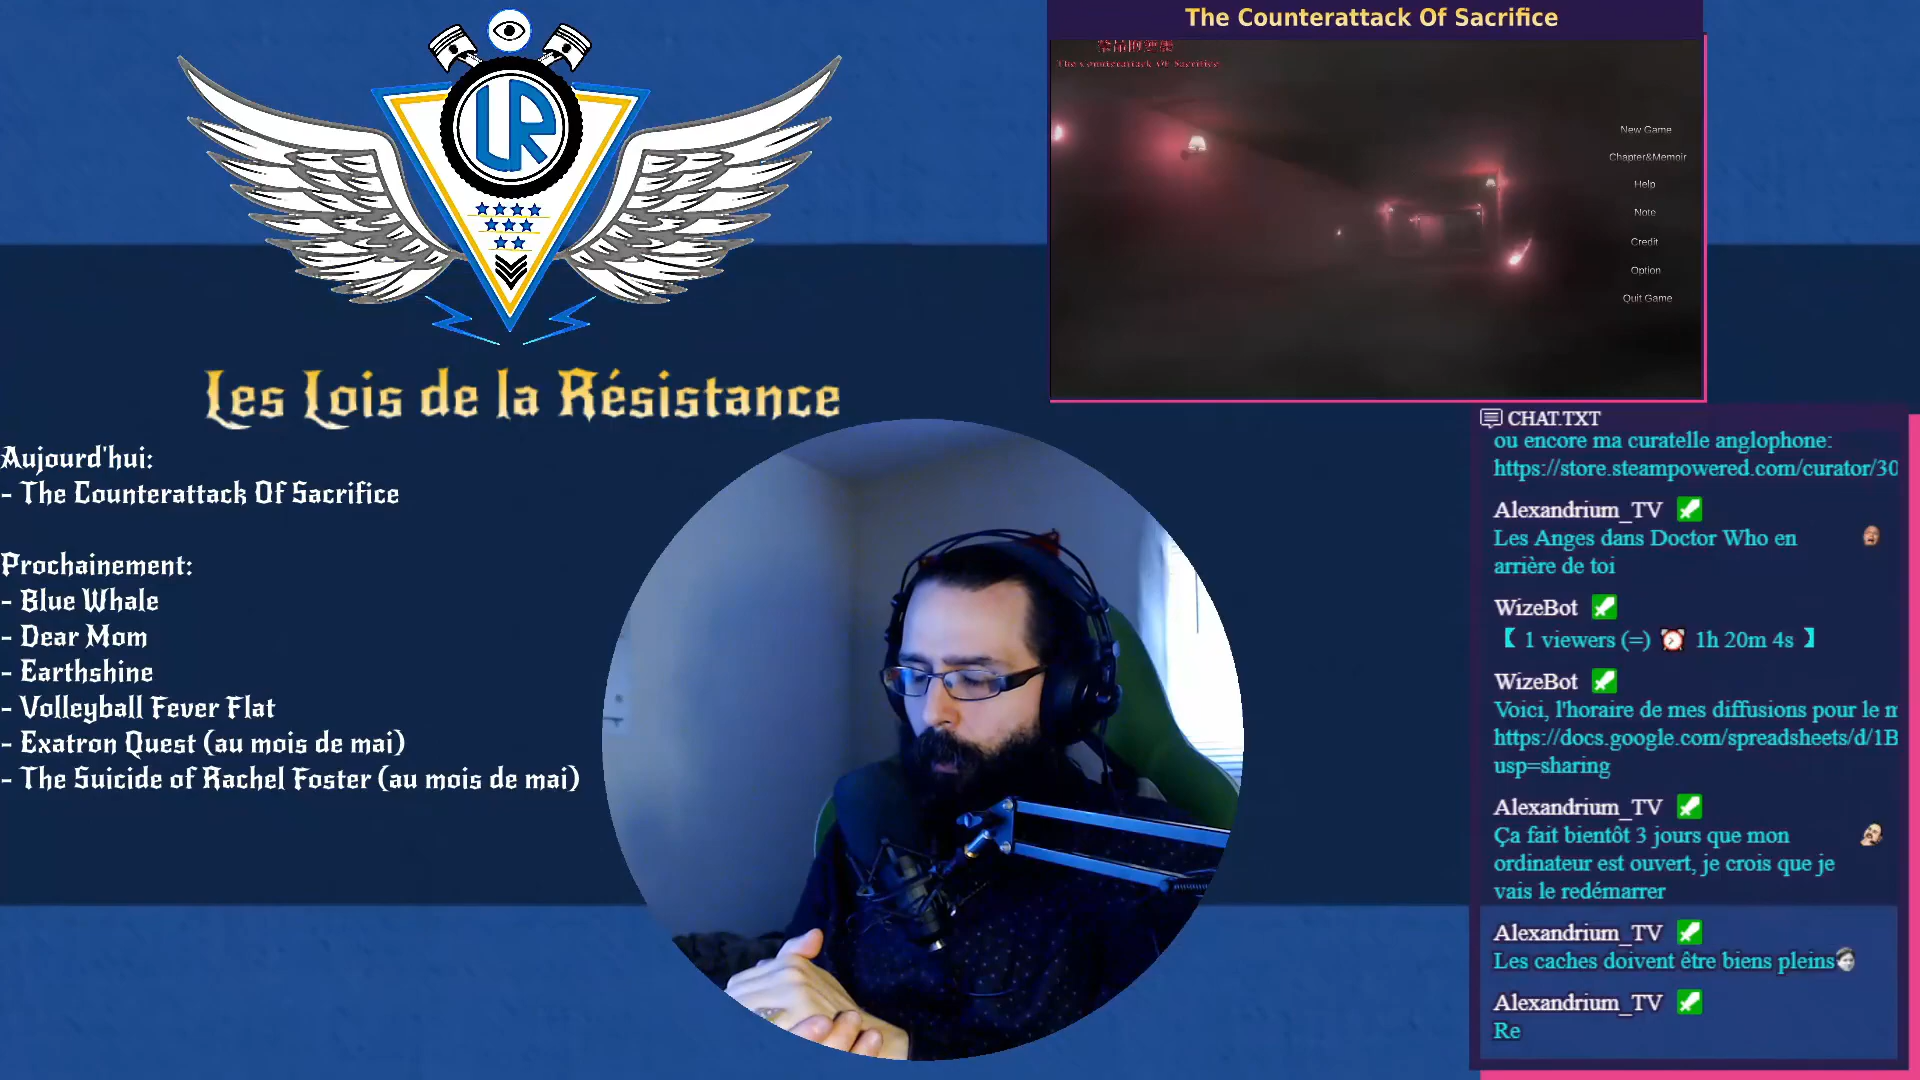 LR
Les Lois de la Résistance
Aujourd'hui:
- The Counterattack Of Sacrifice
Prochainement:
- Blue Whale
- Dear Mom
- Earthshine
- Volleyball Fever Flat
- Exatron Quest (au mois de mai)
- The Suicide of Rachel Foster (au mois de mai)
The Counterattack Of Sacrifice
The Counterattack Of Sacrifice
New Game
Chapter&Memoir
Help
Note
Credit
Option
Quit Game
CHAT.TXT
ou encore ma curatelle anglophone:
https://store.steampowered.com/curator/30
Alexandrium_TV
Les Anges dans Doctor Who en
arrière de toi
WizeBot
【 1 viewers (=) ⏰ 1h 20m 4s 】
WizeBot
Voici, l'horaire de mes diffusions pour le m
https://docs.google.com/spreadsheets/d/1B
usp=sharing
Alexandrium_TV
Ça fait bientôt 3 jours que mon
ordinateur est ouvert, je crois que je
vais le redémarrer
Alexandrium_TV
Les caches doivent être biens pleins
Alexandrium_TV
Re